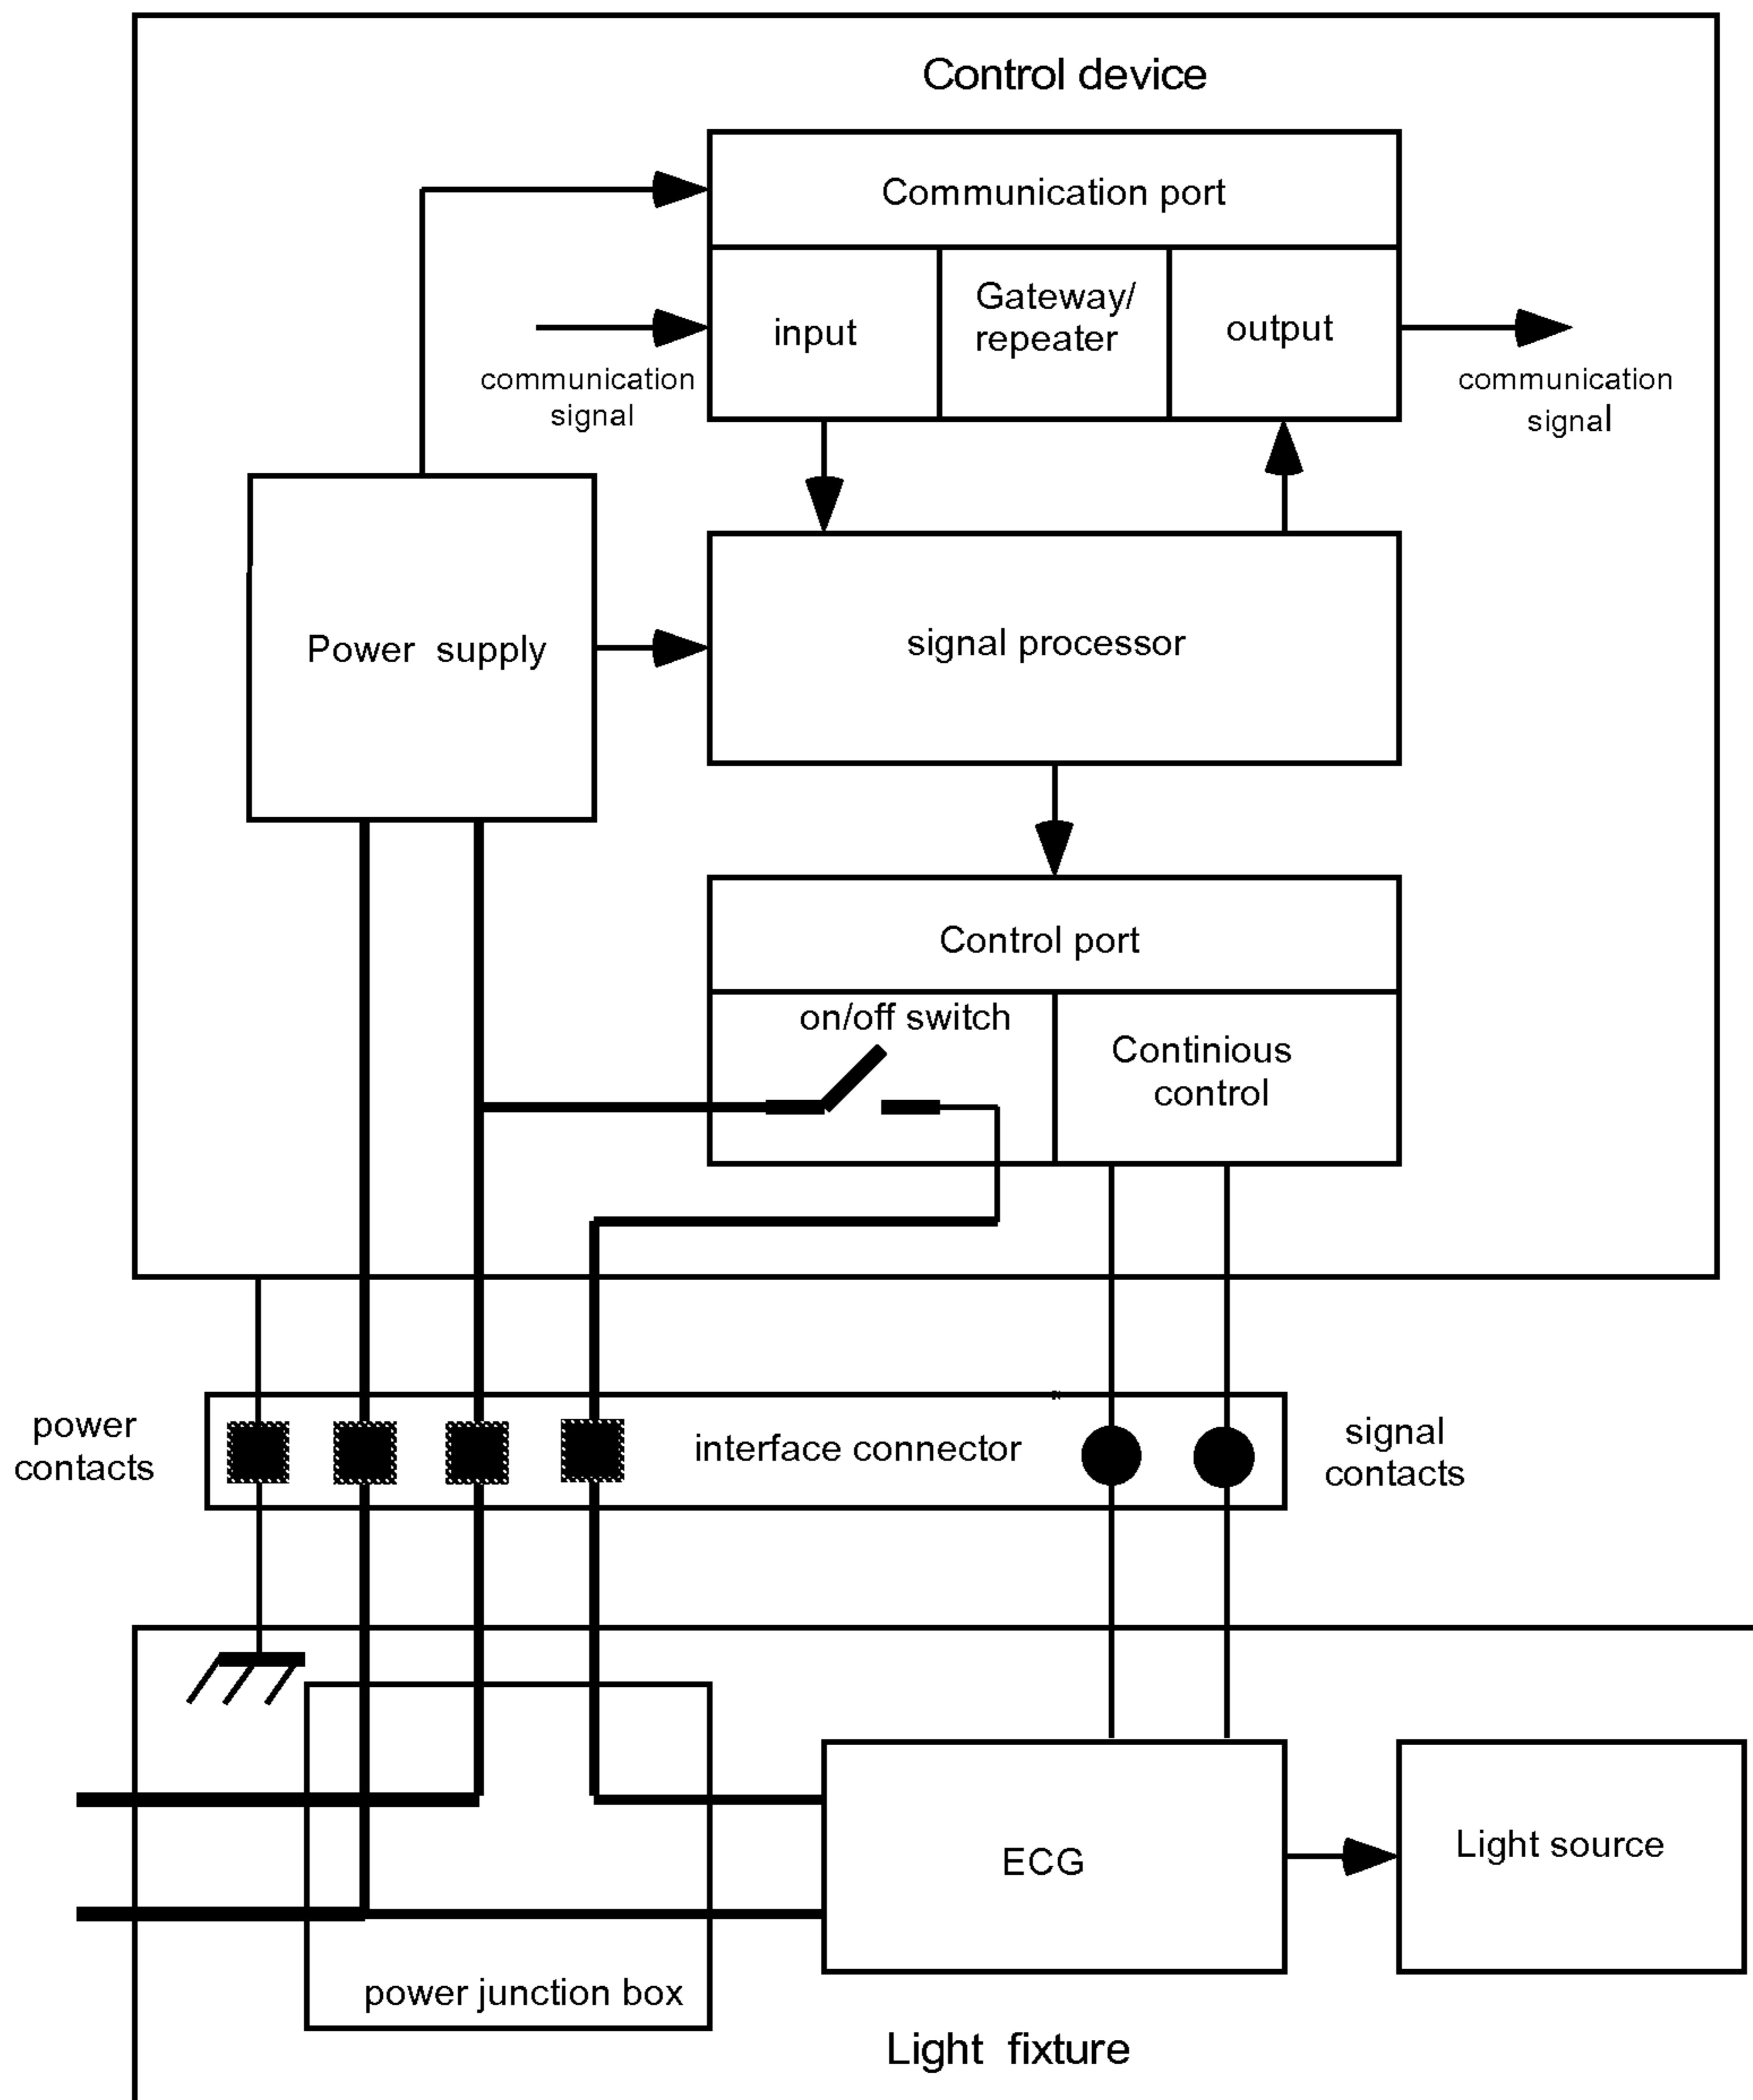 Control device
Communication port
input
Gateway/
repeater
output
communication
signal
communication
signal
Power supply
signal processor
Control port
on/off switch
Continious
control
power
contacts
interface connector
signal
contacts
ECG
Light source
power junction box
Light fixture